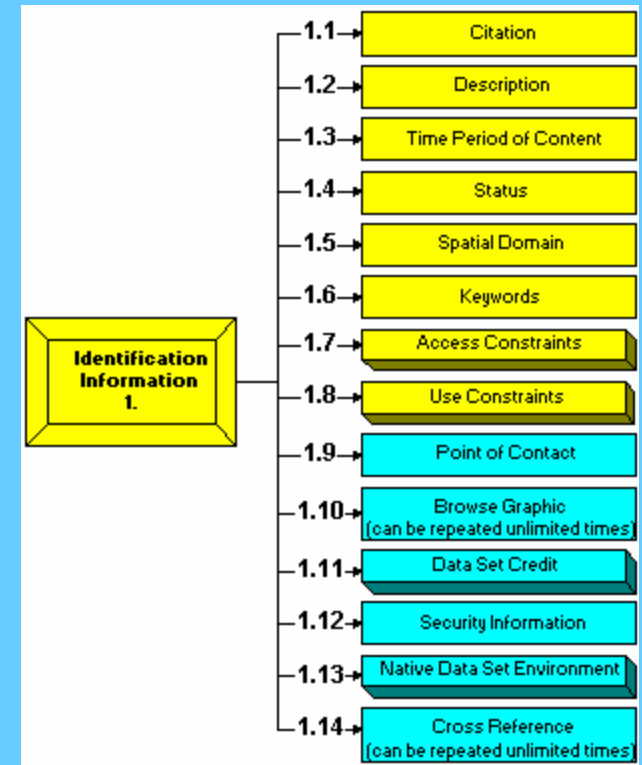 1.1 Citation
1.2 Description
1.3 Time Period of Content
1.4 Status
1.5 Spatial Domain
1.6 Keywords
Identification
Information
1.
1.7 Access Constraints
1.8 Use Constraints
1.9 Point of Contact
1.10 Browse Graphic
(can be repeated unlimited times)
1.11 Data Set Credit
1.12 Security Information
1.13 Native Data Set Environment
1.14 Cross Reference
(can be repeated unlimited times)